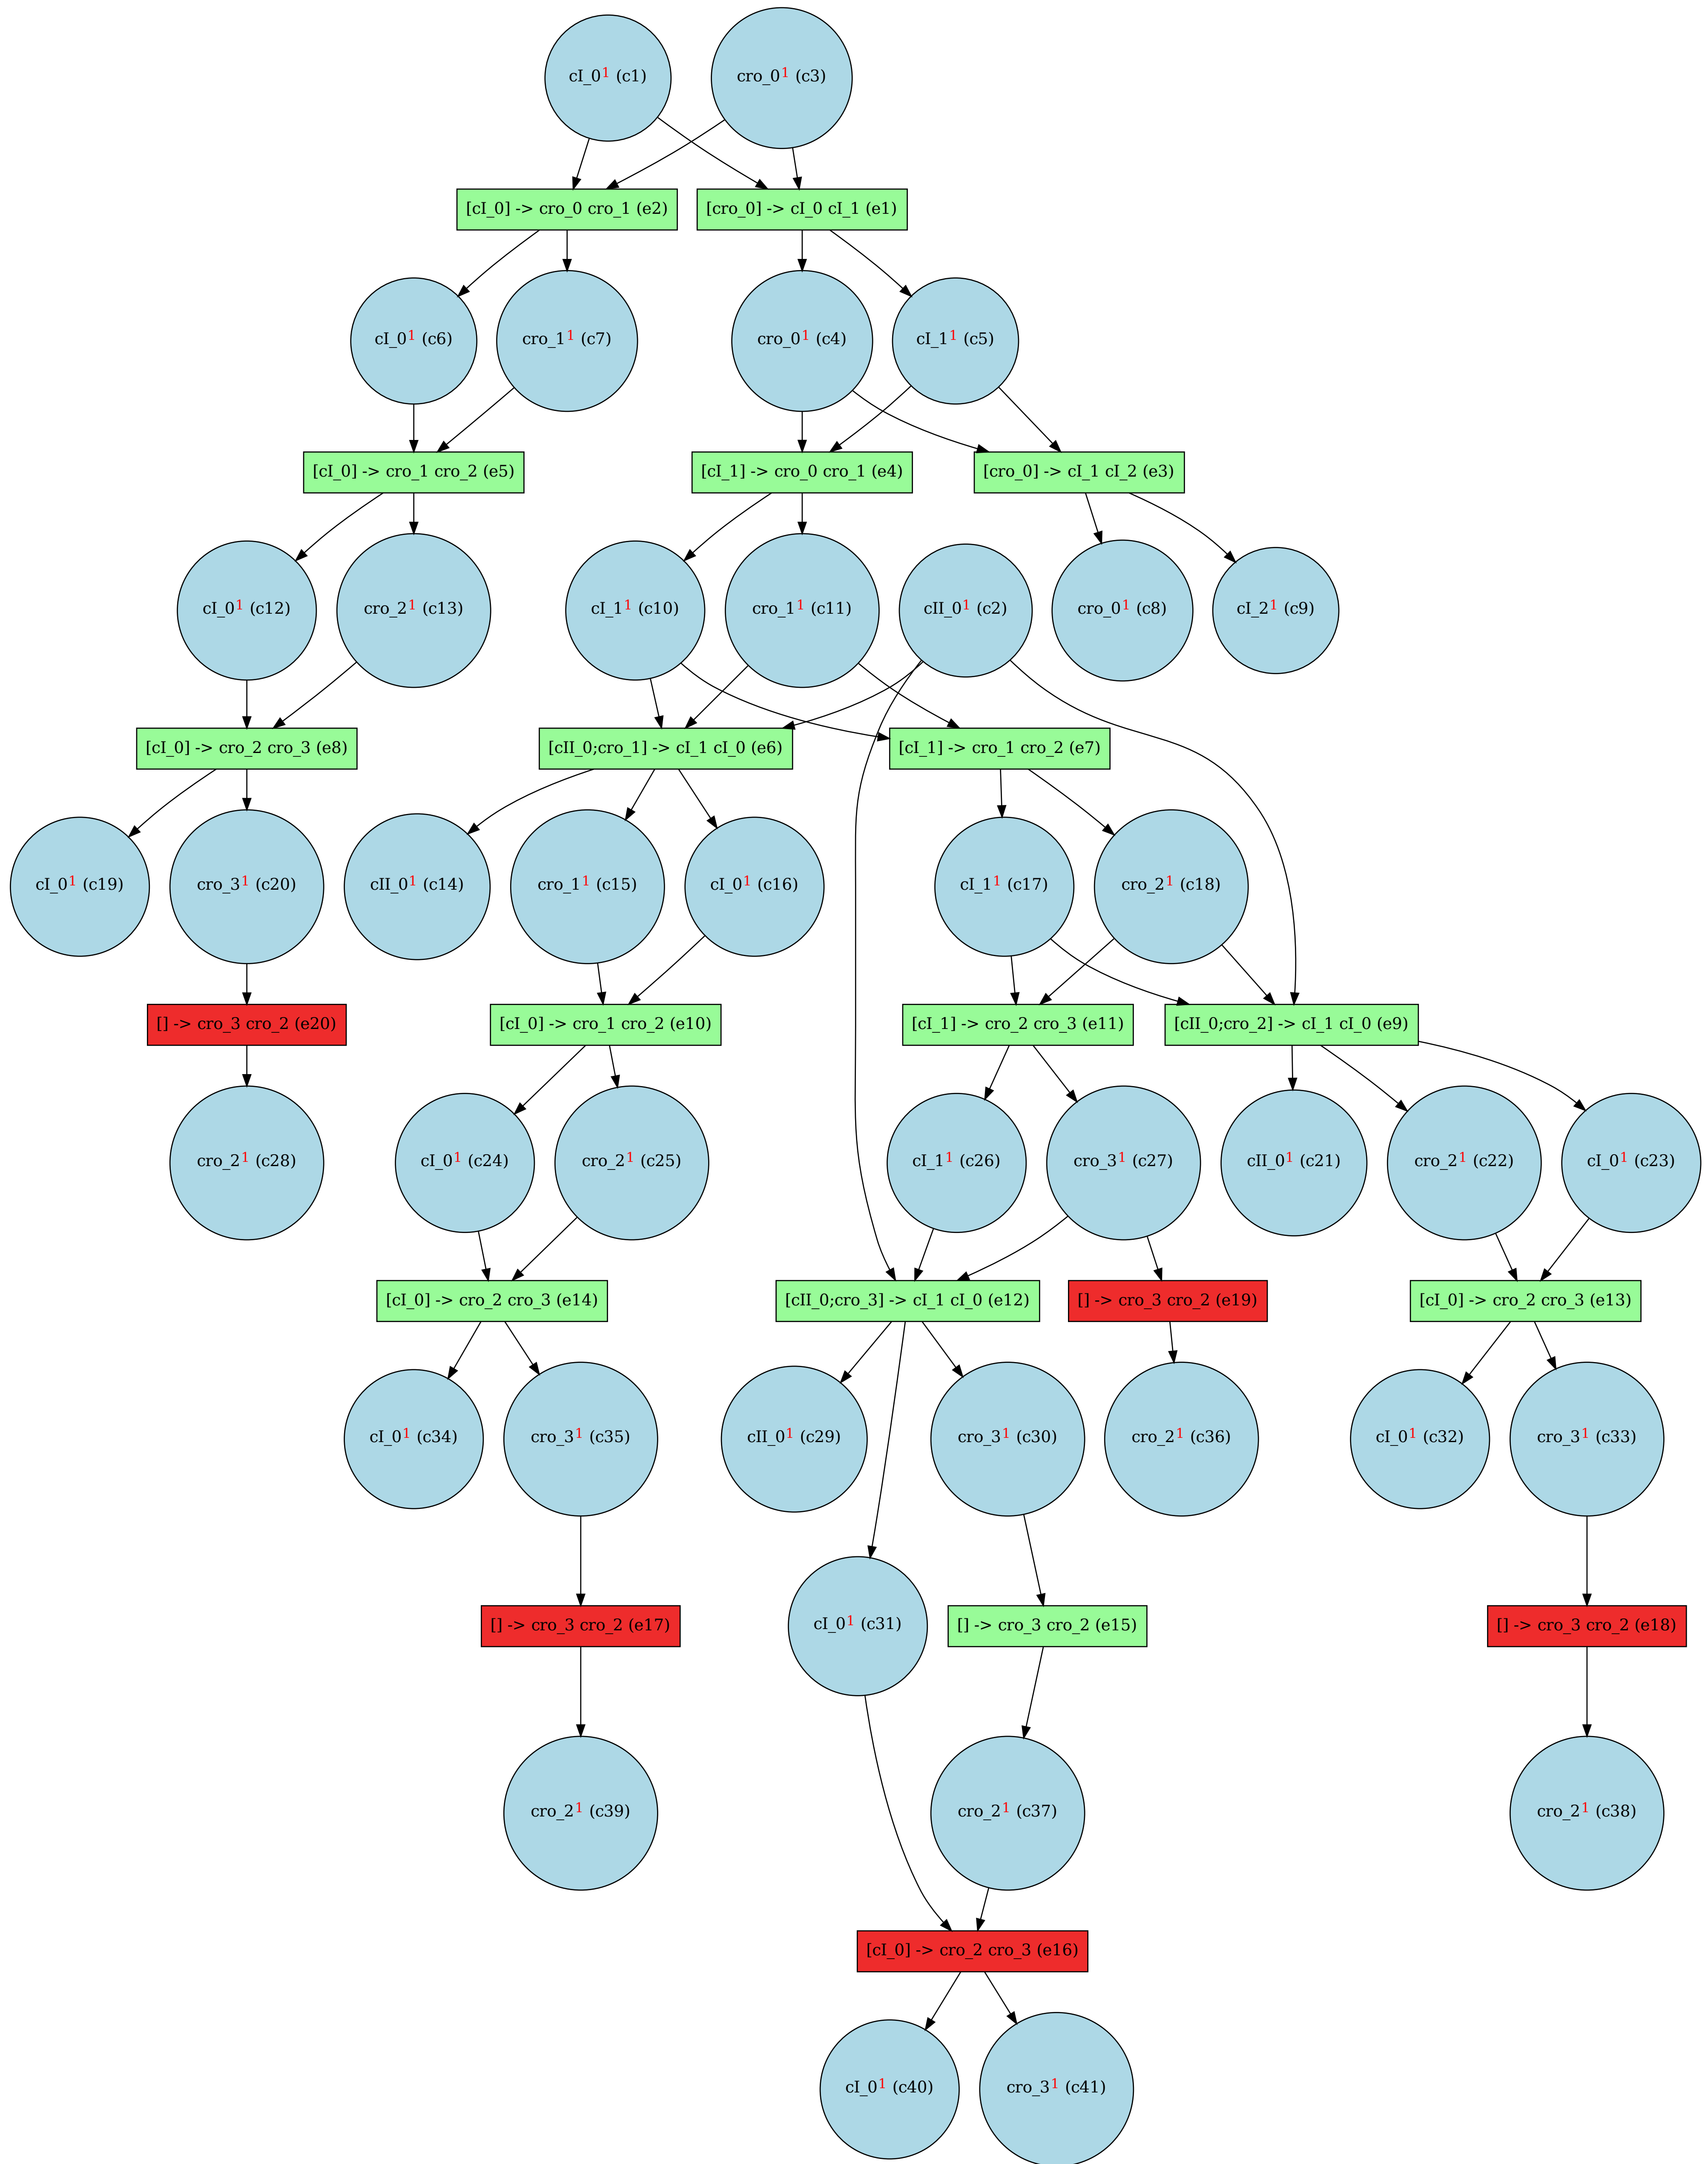 cI_0¹ (c1)
cro_0¹ (c3)
[cI_0] -> cro_0 cro_1 (e2)
[cro_0] -> cI_0 cI_1 (e1)
cI_0¹ (c6)
cro_1¹ (c7)
cro_0¹ (c4)
cI_1¹ (c5)
[cI_0] -> cro_1 cro_2 (e5)
[cI_1] -> cro_0 cro_1 (e4)
[cro_0] -> cI_1 cI_2 (e3)
cI_0¹ (c12)
cro_2¹ (c13)
cI_1¹ (c10)
cro_1¹ (c11)
cII_0¹ (c2)
cro_0¹ (c8)
cI_2¹ (c9)
[cI_0] -> cro_2 cro_3 (e8)
[cII_0;cro_1] -> cI_1 cI_0 (e6)
[cI_1] -> cro_1 cro_2 (e7)
cI_0¹ (c19)
cro_3¹ (c20)
cII_0¹ (c14)
cro_1¹ (c15)
cI_0¹ (c16)
cI_1¹ (c17)
cro_2¹ (c18)
[] -> cro_3 cro_2 (e20)
[cI_0] -> cro_1 cro_2 (e10)
[cI_1] -> cro_2 cro_3 (e11)
[cII_0;cro_2] -> cI_1 cI_0 (e9)
cro_2¹ (c28)
cI_0¹ (c24)
cro_2¹ (c25)
cI_1¹ (c26)
cro_3¹ (c27)
cII_0¹ (c21)
cro_2¹ (c22)
cI_0¹ (c23)
[cI_0] -> cro_2 cro_3 (e14)
[cII_0;cro_3] -> cI_1 cI_0 (e12)
[] -> cro_3 cro_2 (e19)
[cI_0] -> cro_2 cro_3 (e13)
cI_0¹ (c34)
cro_3¹ (c35)
cII_0¹ (c29)
cro_3¹ (c30)
cro_2¹ (c36)
cI_0¹ (c32)
cro_3¹ (c33)
[] -> cro_3 cro_2 (e17)
cI_0¹ (c31)
[] -> cro_3 cro_2 (e15)
[] -> cro_3 cro_2 (e18)
cro_2¹ (c39)
cro_2¹ (c37)
cro_2¹ (c38)
[cI_0] -> cro_2 cro_3 (e16)
cI_0¹ (c40)
cro_3¹ (c41)